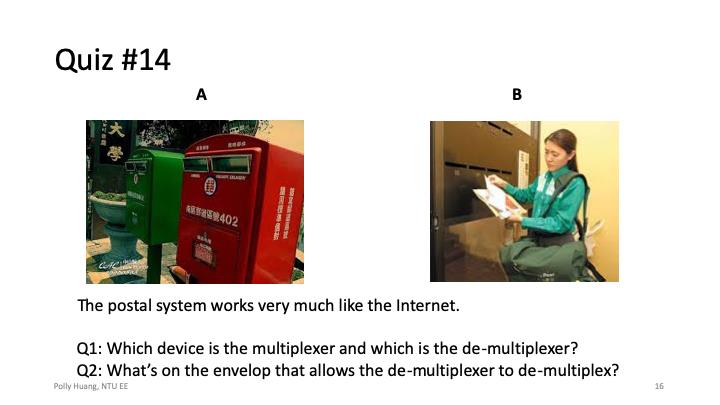 Quiz #14
A
B
大
學
402
The postal system works very much like the Internet.
Q1: Which device is the multiplexer and which is the de-multiplexer?
Q2: What's on the envelop that allows the de-multiplexer to de-multiplex?
Polly Huang, NTU EE
16